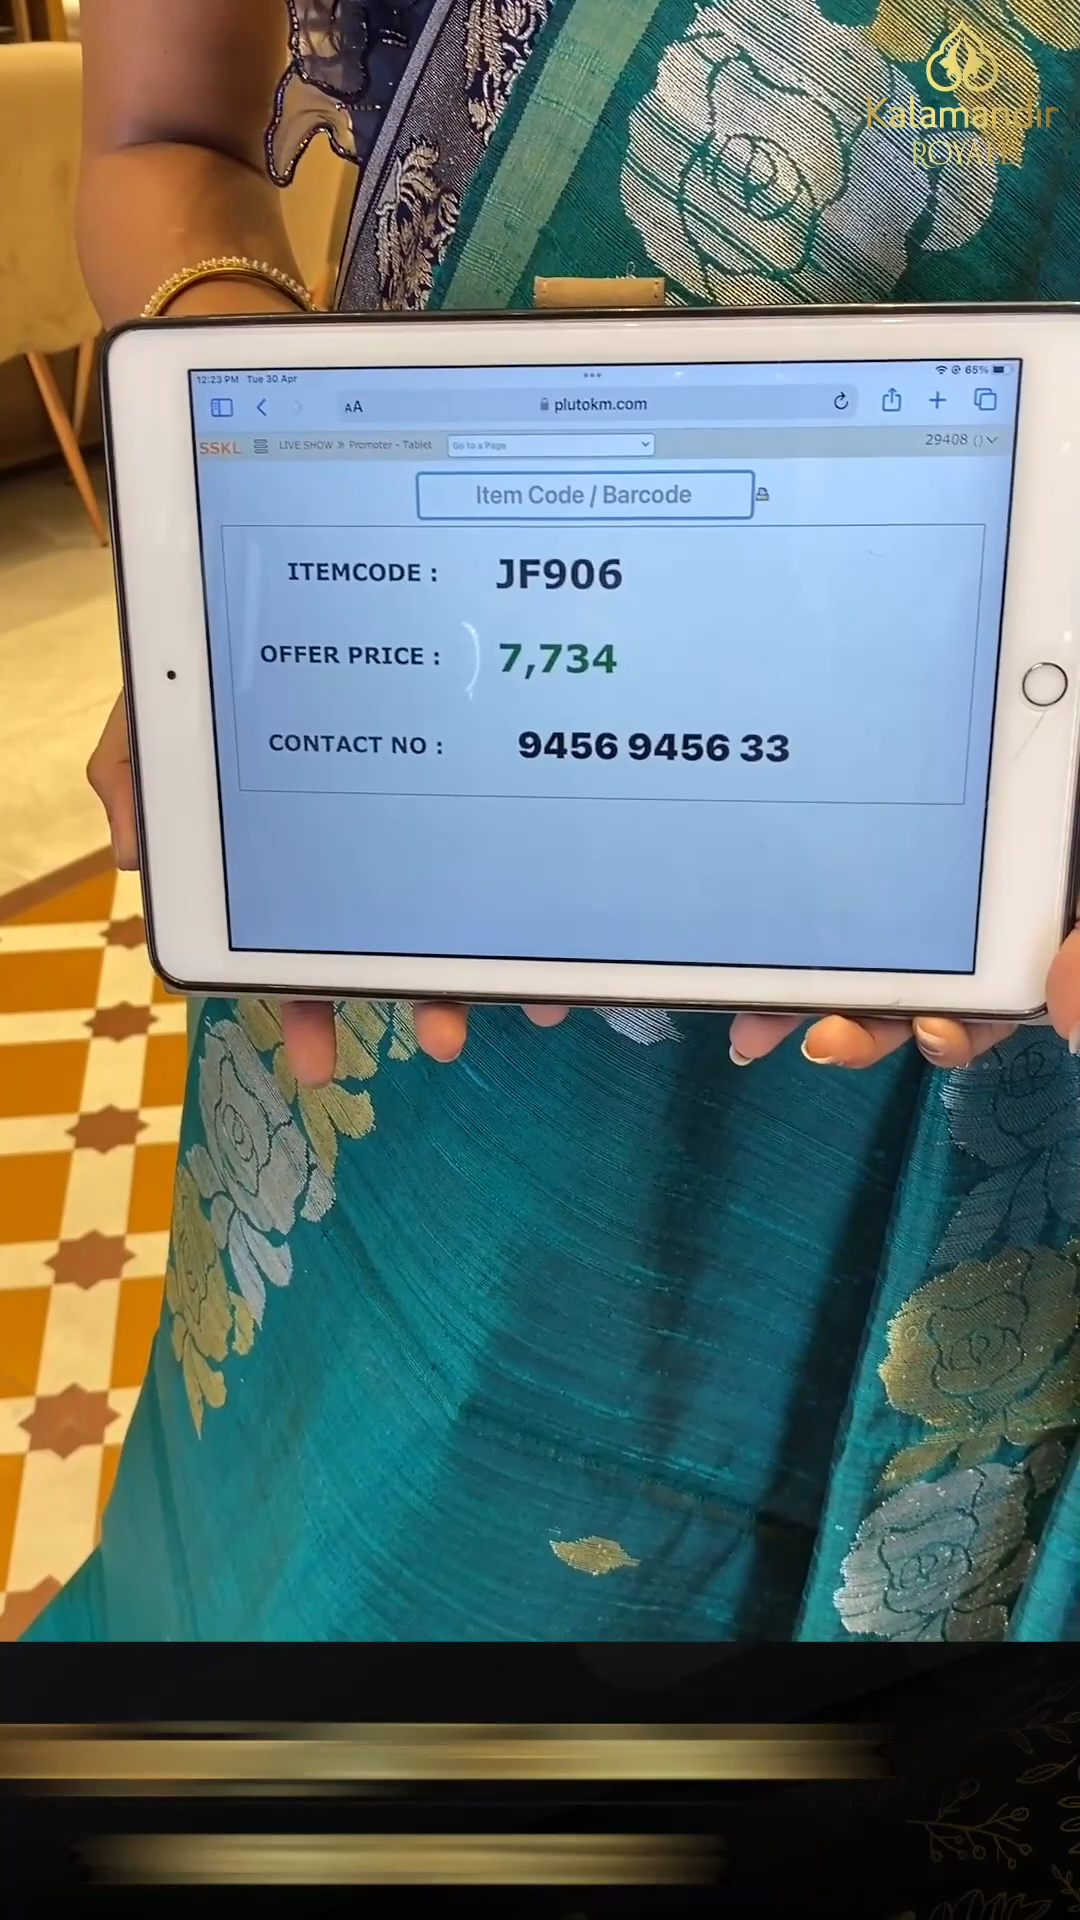 Kalamandir
ROYALE
12:23 PM Tue 30 Apr
65%
AA
plutokm.com
SSKL
LIVE SHOW » Promoter - Tablet
Go to a Page
29408 ()
Item Code / Barcode
ITEMCODE : JF906
OFFER PRICE : 7,734
CONTACT NO : 9456 9456 33